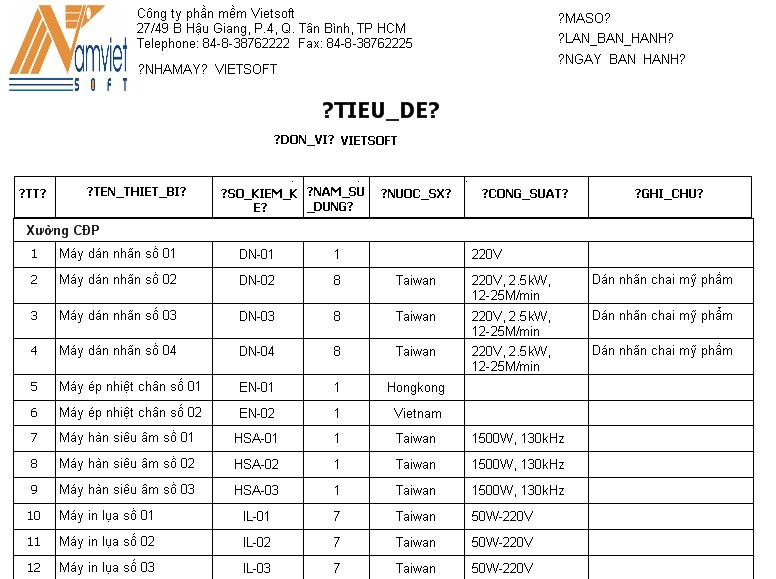 Namviet
SOFT
Công ty phần mềm Vietsoft
27/49 B Hậu Giang, P.4, Q. Tân Bình, TP HCM
Telephone: 84-8-38762222 Fax: 84-8-38762225
?NHAMAY? VIETSOFT
?MASO?
?LAN_BAN_HANH?
?NGAY BAN HANH?
?TIEU_DE?
?DON_VI? VIETSOFT
?TT? ?TEN_THIET_BI? ?SO_KIEM_K ?NAM_SU ?NUOC_SX? ?CONG_SUAT? ?GHI_CHU?
E? _DUNG?
Xưởng CĐP
1 Máy dán nhãn số 01 DN-01 1 220V
2 Máy dán nhãn số 02 DN-02 8 Taiwan 220V, 2.5kW, Dán nhãn chai mỹ phẩm
12-25M/min
3 Máy dán nhãn số 03 DN-03 8 Taiwan 220V, 2.5kW, Dán nhãn chai mỹ phẩm
12-25M/min
4 Máy dán nhãn số 04 DN-04 8 Taiwan 220V, 2.5kW, Dán nhãn chai mỹ phẩm
12-25M/min
5 Máy ép nhiệt chân số 01 EN-01 1 Hongkong
6 Máy ép nhiệt chân số 02 EN-02 1 Vietnam
7 Máy hàn siêu âm số 01 HSA-01 1 Taiwan 1500W, 130kHz
8 Máy hàn siêu âm số 02 HSA-02 1 Taiwan 1500W, 130kHz
9 Máy hàn siêu âm số 03 HSA-03 1 Taiwan 1500W, 130kHz
10 Máy in lụa số 01 IL-01 7 Taiwan 50W-220V
11 Máy in lụa số 02 IL-02 7 Taiwan 50W-220V
12 Máy in lụa số 03 IL-03 7 Taiwan 50W-220V